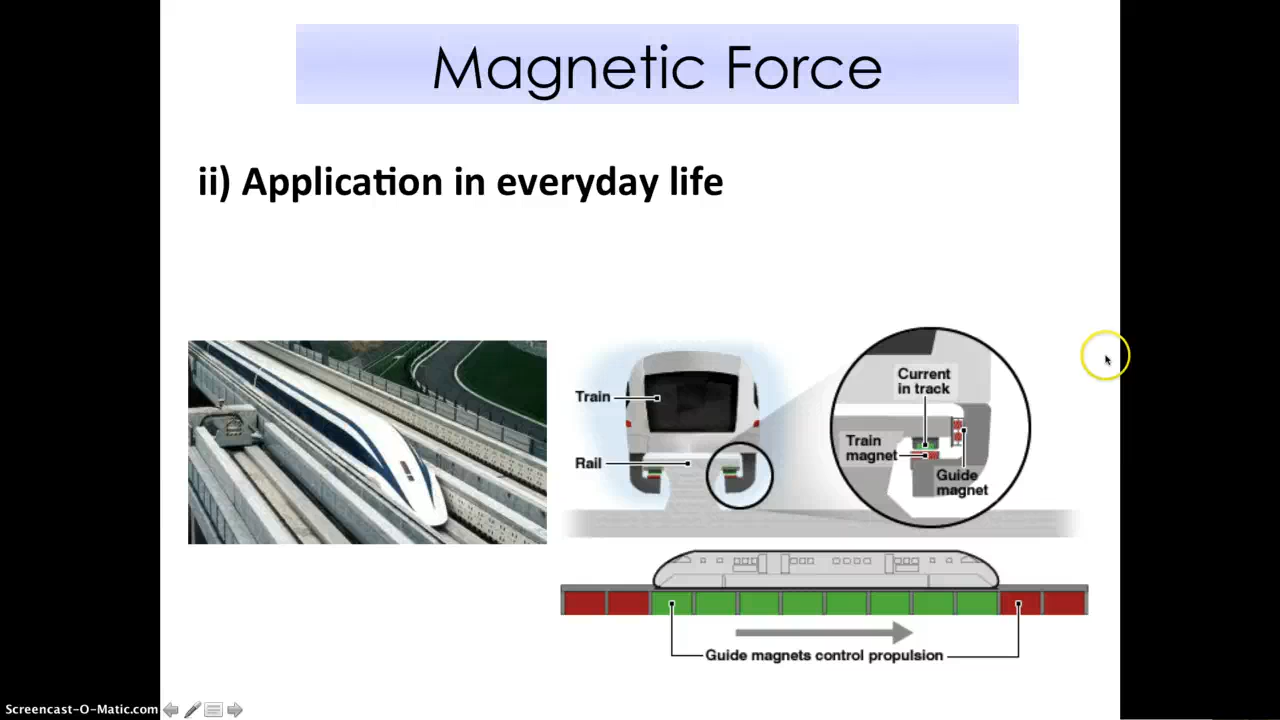 Magnetic Force
ii) Application in everyday life
Train
Rail
Current
in track
Train
magnet
Guide
magnet
Guide magnets control propulsion
Screencast-O-Matic.com